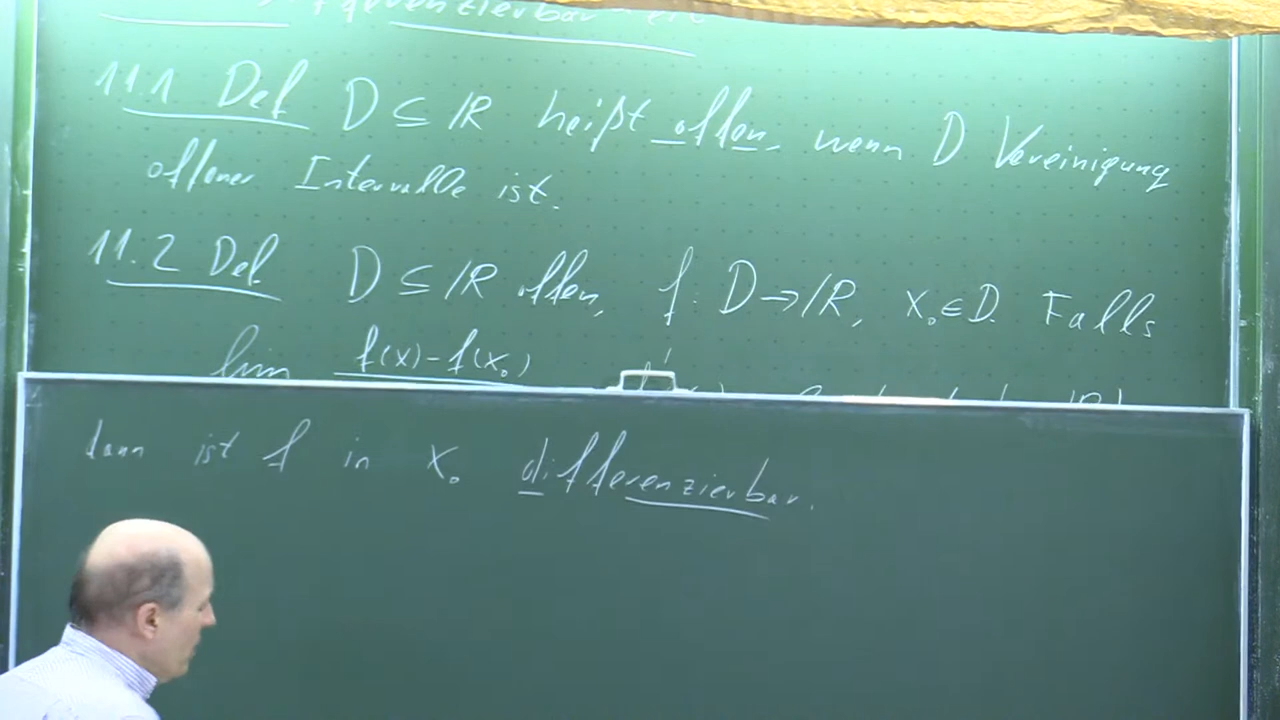 differenzierbar
11.1 Def D ⊆ ℝ heißt offen, wenn D Vereinigung
offener Intervalle ist.
11.2 Def D ⊆ ℝ offen, f: D→ℝ, x₀∈D. Falls
lim f(x)-f(x₀)
dann ist f in x₀ differenzierbar.